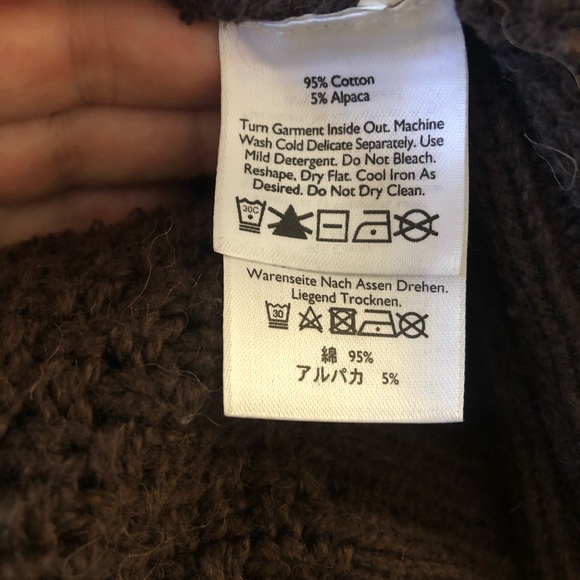 95% Cotton
5% Alpaca
Turn Garment Inside Out. Machine
Wash Cold Delicate Separately. Use
Mild Detergent. Do Not Bleach.
Reshape, Dry Flat. Cool Iron As
Desired. Do Not Dry Clean.
30C
Warenseite Nach Assen Drehen.
Liegend Trocknen.
30
綿 95%
アルパカ 5%